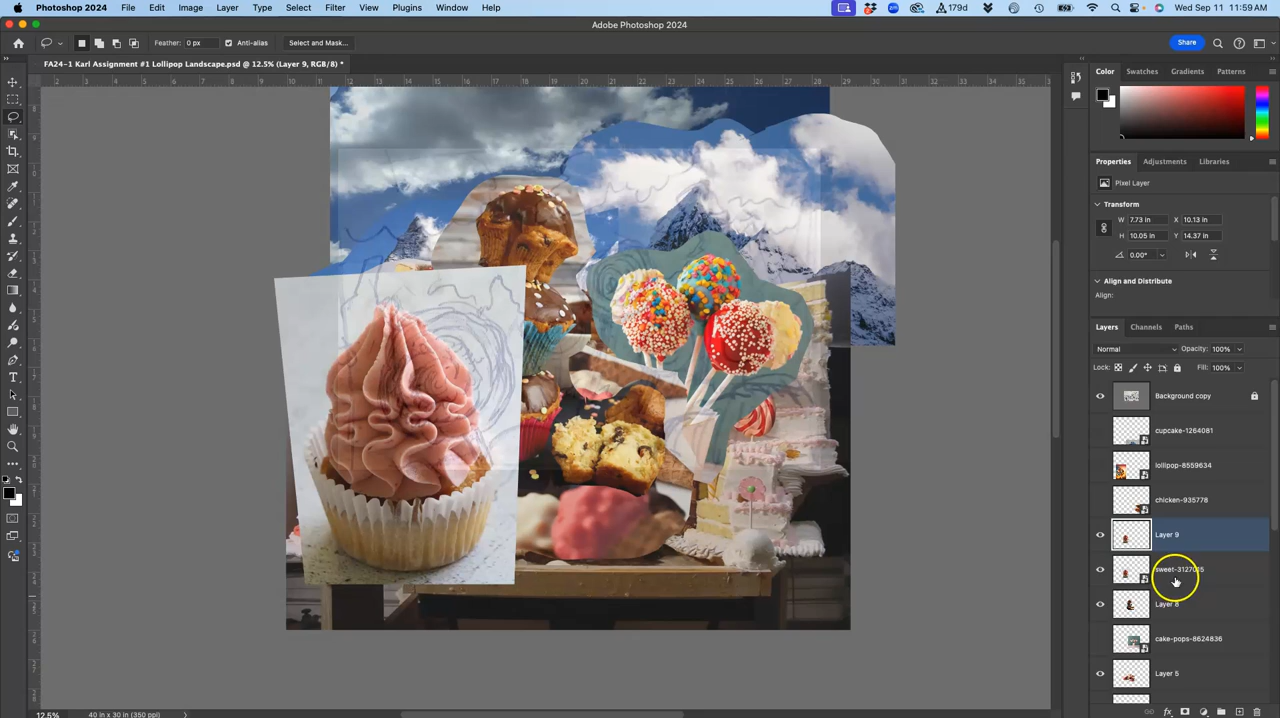 Photoshop 2024 File Edit Image Layer Type Select Filter View Plugins Window Help 179d Wed Sep 11 11:59 AM
Adobe Photoshop 2024
Feather: 0 px Anti-alias Select and Mask... Share
FA24-1 Karl Assignment #1 Lollipop Landscape.psd @ 12.5% (Layer 9, RGB/8) *
Color Swatches Gradients Patterns
Properties Adjustments Libraries
Pixel Layer
Transform
W 7.73 in X 10.13 in
H 10.05 in Y 14.37 in
0.00°
Align and Distribute
Align:
Layers Channels Paths
Normal Opacity: 100%
Lock: Fill: 100%
Background copy
cupcake-1264081
lollipop-8559634
chicken-935778
Layer 9
Layer 8
cake-pops-8624836
Layer 5
12.5% 40 in x 30 in (350 ppi)